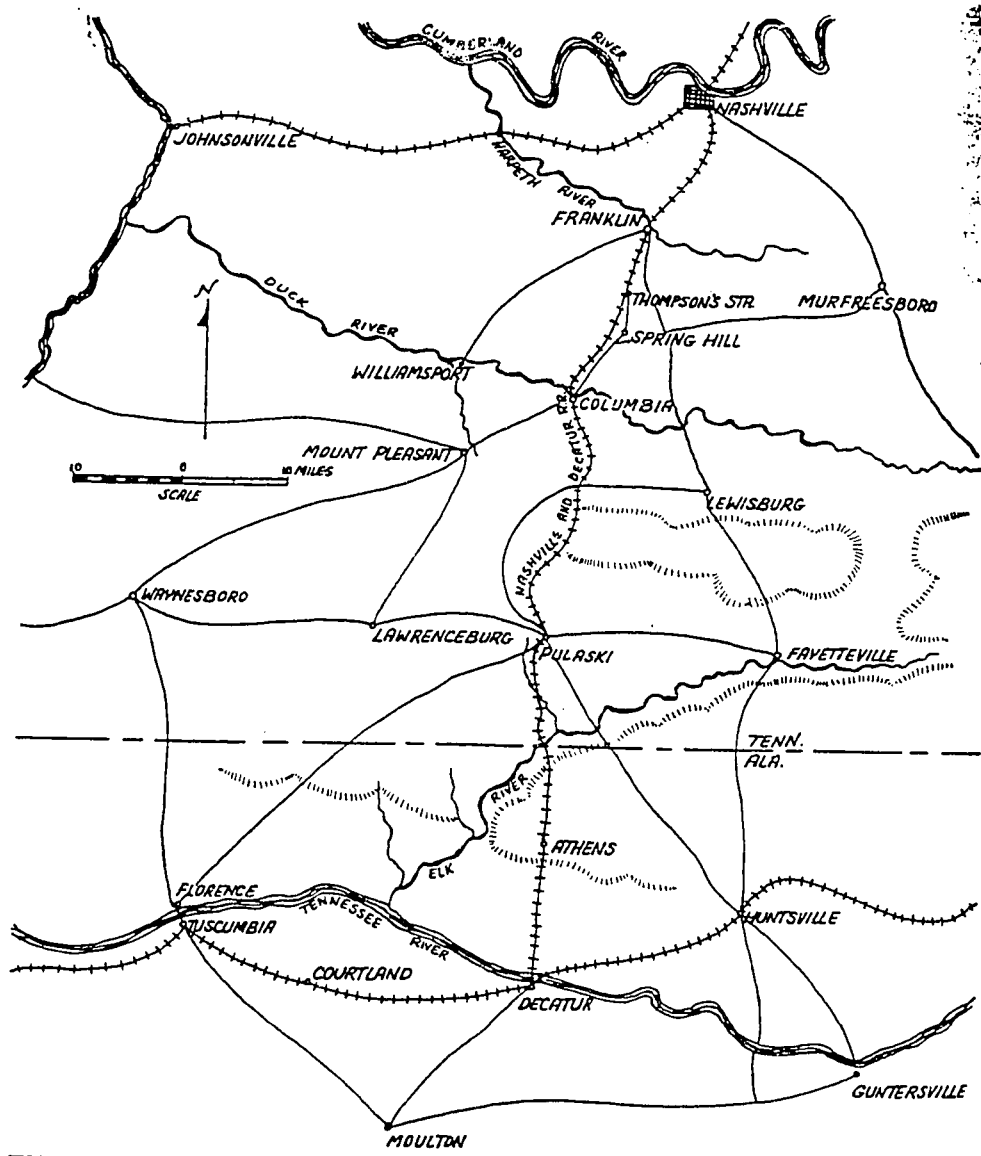 CUMBERLAND RIVER
NASHVILLE
JOHNSONVILLE
HARPETH RIVER
FRANKLIN
DUCK RIVER
N
THOMPSON'S STA.
MURFREESBORO
SPRING HILL
WILLIAMSPORT
COLUMBIA
MOUNT PLEASANT
10 0 10 MILES
SCALE
NASHVILLE AND DECATUR R.R.
LEWISBURG
WAYNESBORO
LAWRENCEBURG
PULASKI
FAYETTEVILLE
TENN.
ALA.
ELK RIVER
ATHENS
FLORENCE
TENNESSEE RIVER
TUSCUMBIA
HUNTSVILLE
COURTLAND
DECATUR
GUNTERSVILLE
MOULTON